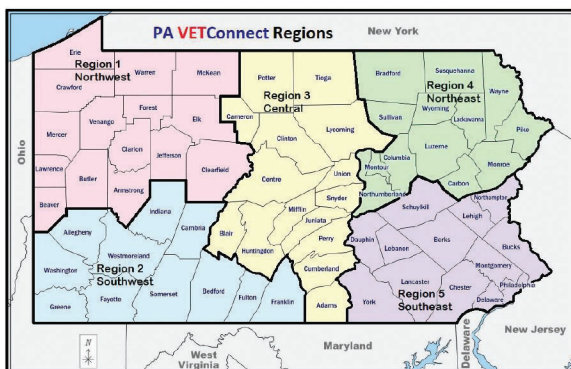 PA VETConnect Regions
New York
Erie
Region 1
Northwest
Warren
McKean
Crawford
Forest
Elk
Mercer
Venango
Clarion
Jefferson
Clearfield
Lawrence
Butler
Armstrong
Beaver
Ohio
Potter
Tioga
Region 3
Central
Cameron
Lycoming
Clinton
Centre
Union
Snyder
Mifflin
Juniata
Blair
Huntingdon
Perry
Cumberland
Adams
Bradford
Susquehanna
Region 4
Northeast
Wayne
Sullivan
Wyoming
Lackawanna
Pike
Luzerne
Columbia
Montour
Monroe
Carbon
Northumberland
Indiana
Cambria
Allegheny
Westmoreland
Washington
Region 2
Southwest
Somerset
Bedford
Greene
Fayette
Fulton
Franklin
Schuylkill
Northampton
Lehigh
Dauphin
Lebanon
Berks
Bucks
Montgomery
Lancaster
Region 5
Southeast
Chester
Philadelphia
Delaware
York
N
West
Virginia
Maryland
Delaware
New Jersey